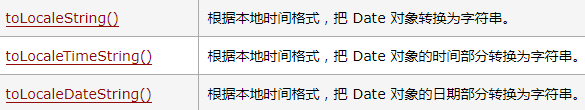 toLocaleString() 根据本地时间格式，把 Date 对象转换为字符串。
toLocaleTimeString() 根据本地时间格式，把 Date 对象的时间部分转换为字符串。
toLocaleDateString() 根据本地时间格式，把 Date 对象的日期部分转换为字符串。